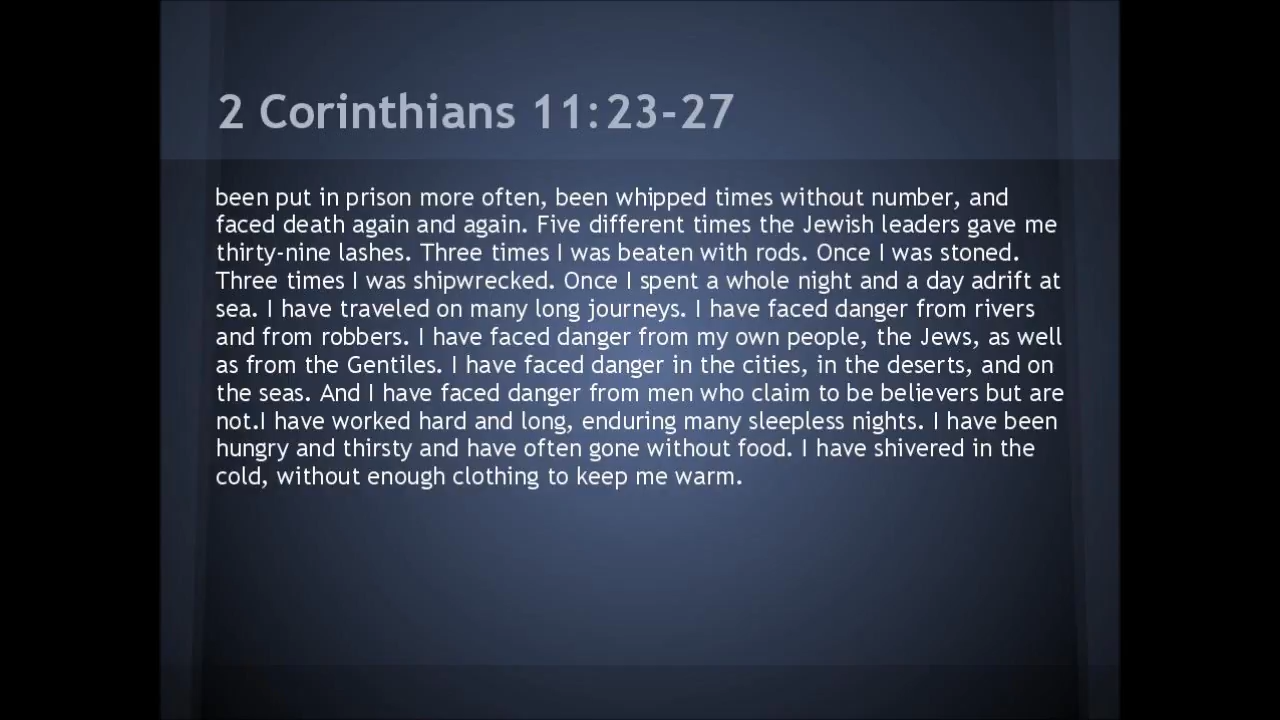 2 Corinthians 11:23-27
been put in prison more often, been whipped times without number, and
faced death again and again. Five different times the Jewish leaders gave me
thirty-nine lashes. Three times I was beaten with rods. Once I was stoned.
Three times I was shipwrecked. Once I spent a whole night and a day adrift at
sea. I have traveled on many long journeys. I have faced danger from rivers
and from robbers. I have faced danger from my own people, the Jews, as well
as from the Gentiles. I have faced danger in the cities, in the deserts, and on
the seas. And I have faced danger from men who claim to be believers but are
not.I have worked hard and long, enduring many sleepless nights. I have been
hungry and thirsty and have often gone without food. I have shivered in the
cold, without enough clothing to keep me warm.